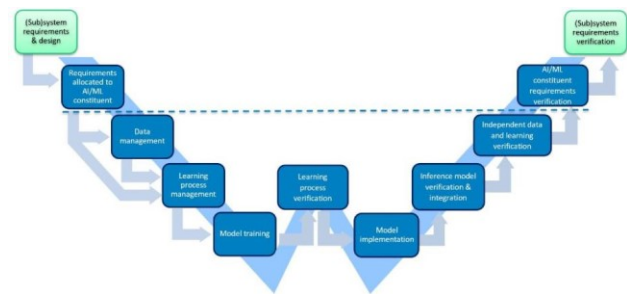 (Sub)system
requirements
& design
(Sub)system
requirements
verification
Requirements
allocated to
AI/ML
constituent
AI/ML
constituent
requirements
verification
Data
management
Independent data
and learning
verification
Learning
process
management
Learning
process
verification
Inference model
verification &
integration
Model training
Model
implementation